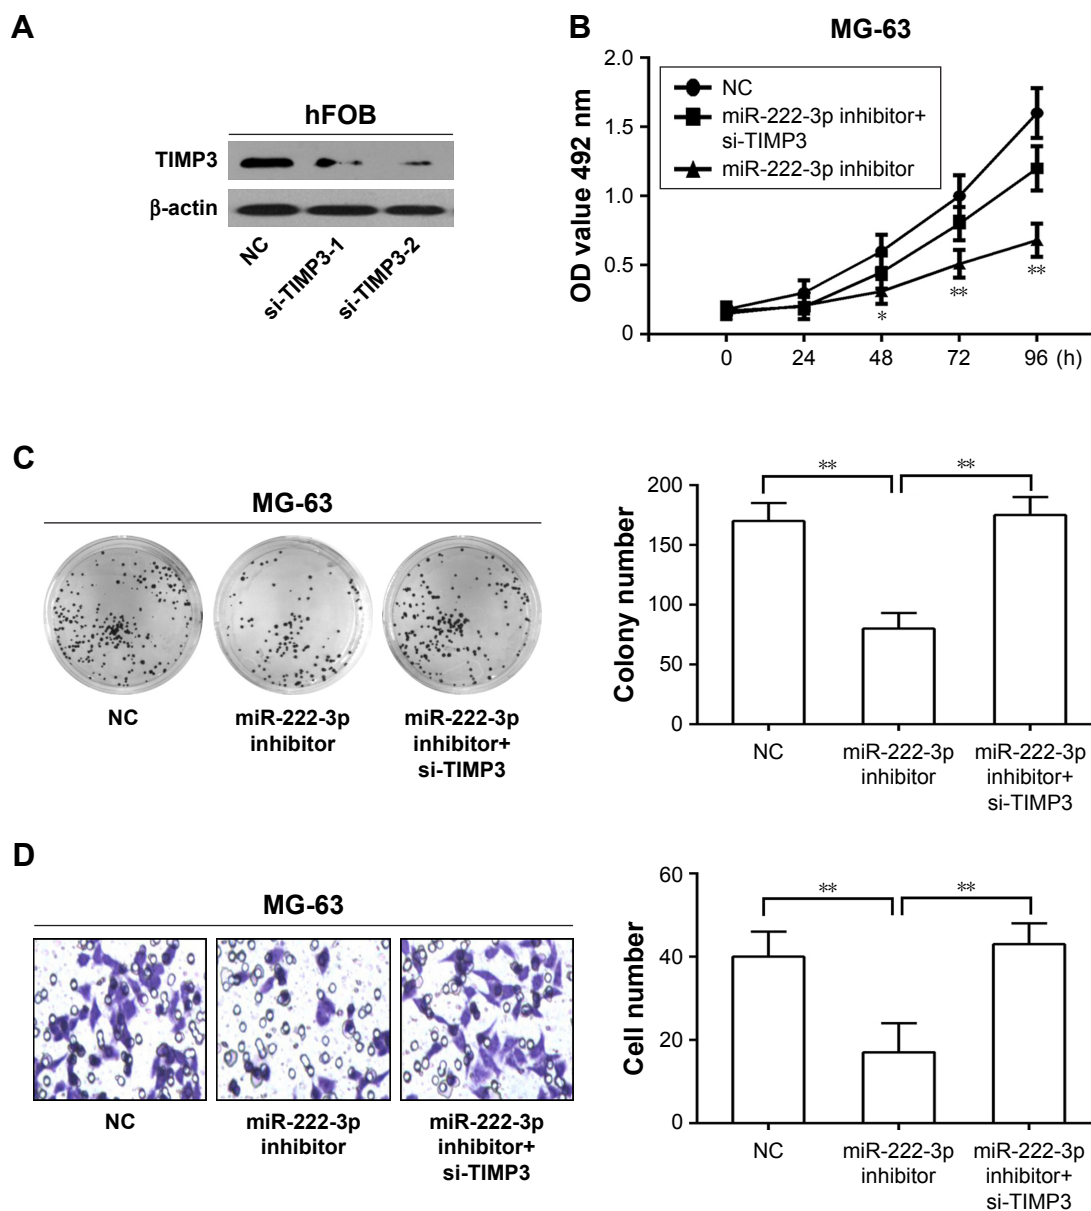 A
hFOB
TIMP3
β-actin
NC
si-TIMP3-1
si-TIMP3-2
B
MG-63
OD value 492 nm
2.0
1.5
1.0
0.5
0
NC
miR-222-3p inhibitor+
si-TIMP3
miR-222-3p inhibitor
*
**
**
0 24 48 72 96 (h)
C
MG-63
NC
miR-222-3p
inhibitor
miR-222-3p
inhibitor+
si-TIMP3
Colony number
200
150
100
50
0
**
**
NC
miR-222-3p
inhibitor
miR-222-3p
inhibitor+
si-TIMP3
D
MG-63
NC
miR-222-3p
inhibitor
miR-222-3p
inhibitor+
si-TIMP3
Cell number
60
40
20
0
**
**
NC
miR-222-3p
inhibitor
miR-222-3p
inhibitor+
si-TIMP3